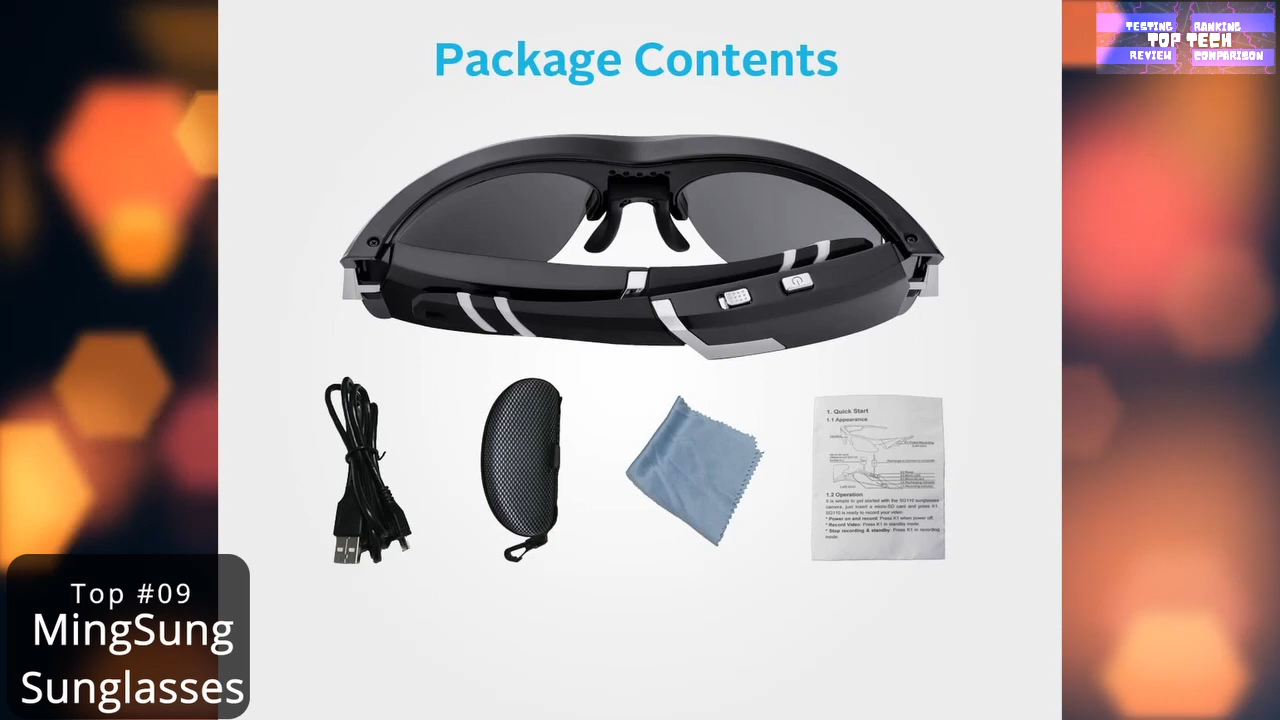 Package Contents
TESTING RANKING
TOP TECH
REVIEW COMPARISON
1. Quick Start
1.1 Appearance
1.2 Operation
It is simple to get started with the SG110 sunglasses
camera, just insert a micro-SD card and press K1.
SG110 is ready to record your video.
* Power on and record: Press K1 when power off.
* Record Video: Press K1 in standby mode.
* Stop recording & standby: Press K1 in recording
mode.
Top #09
MingSung
Sunglasses